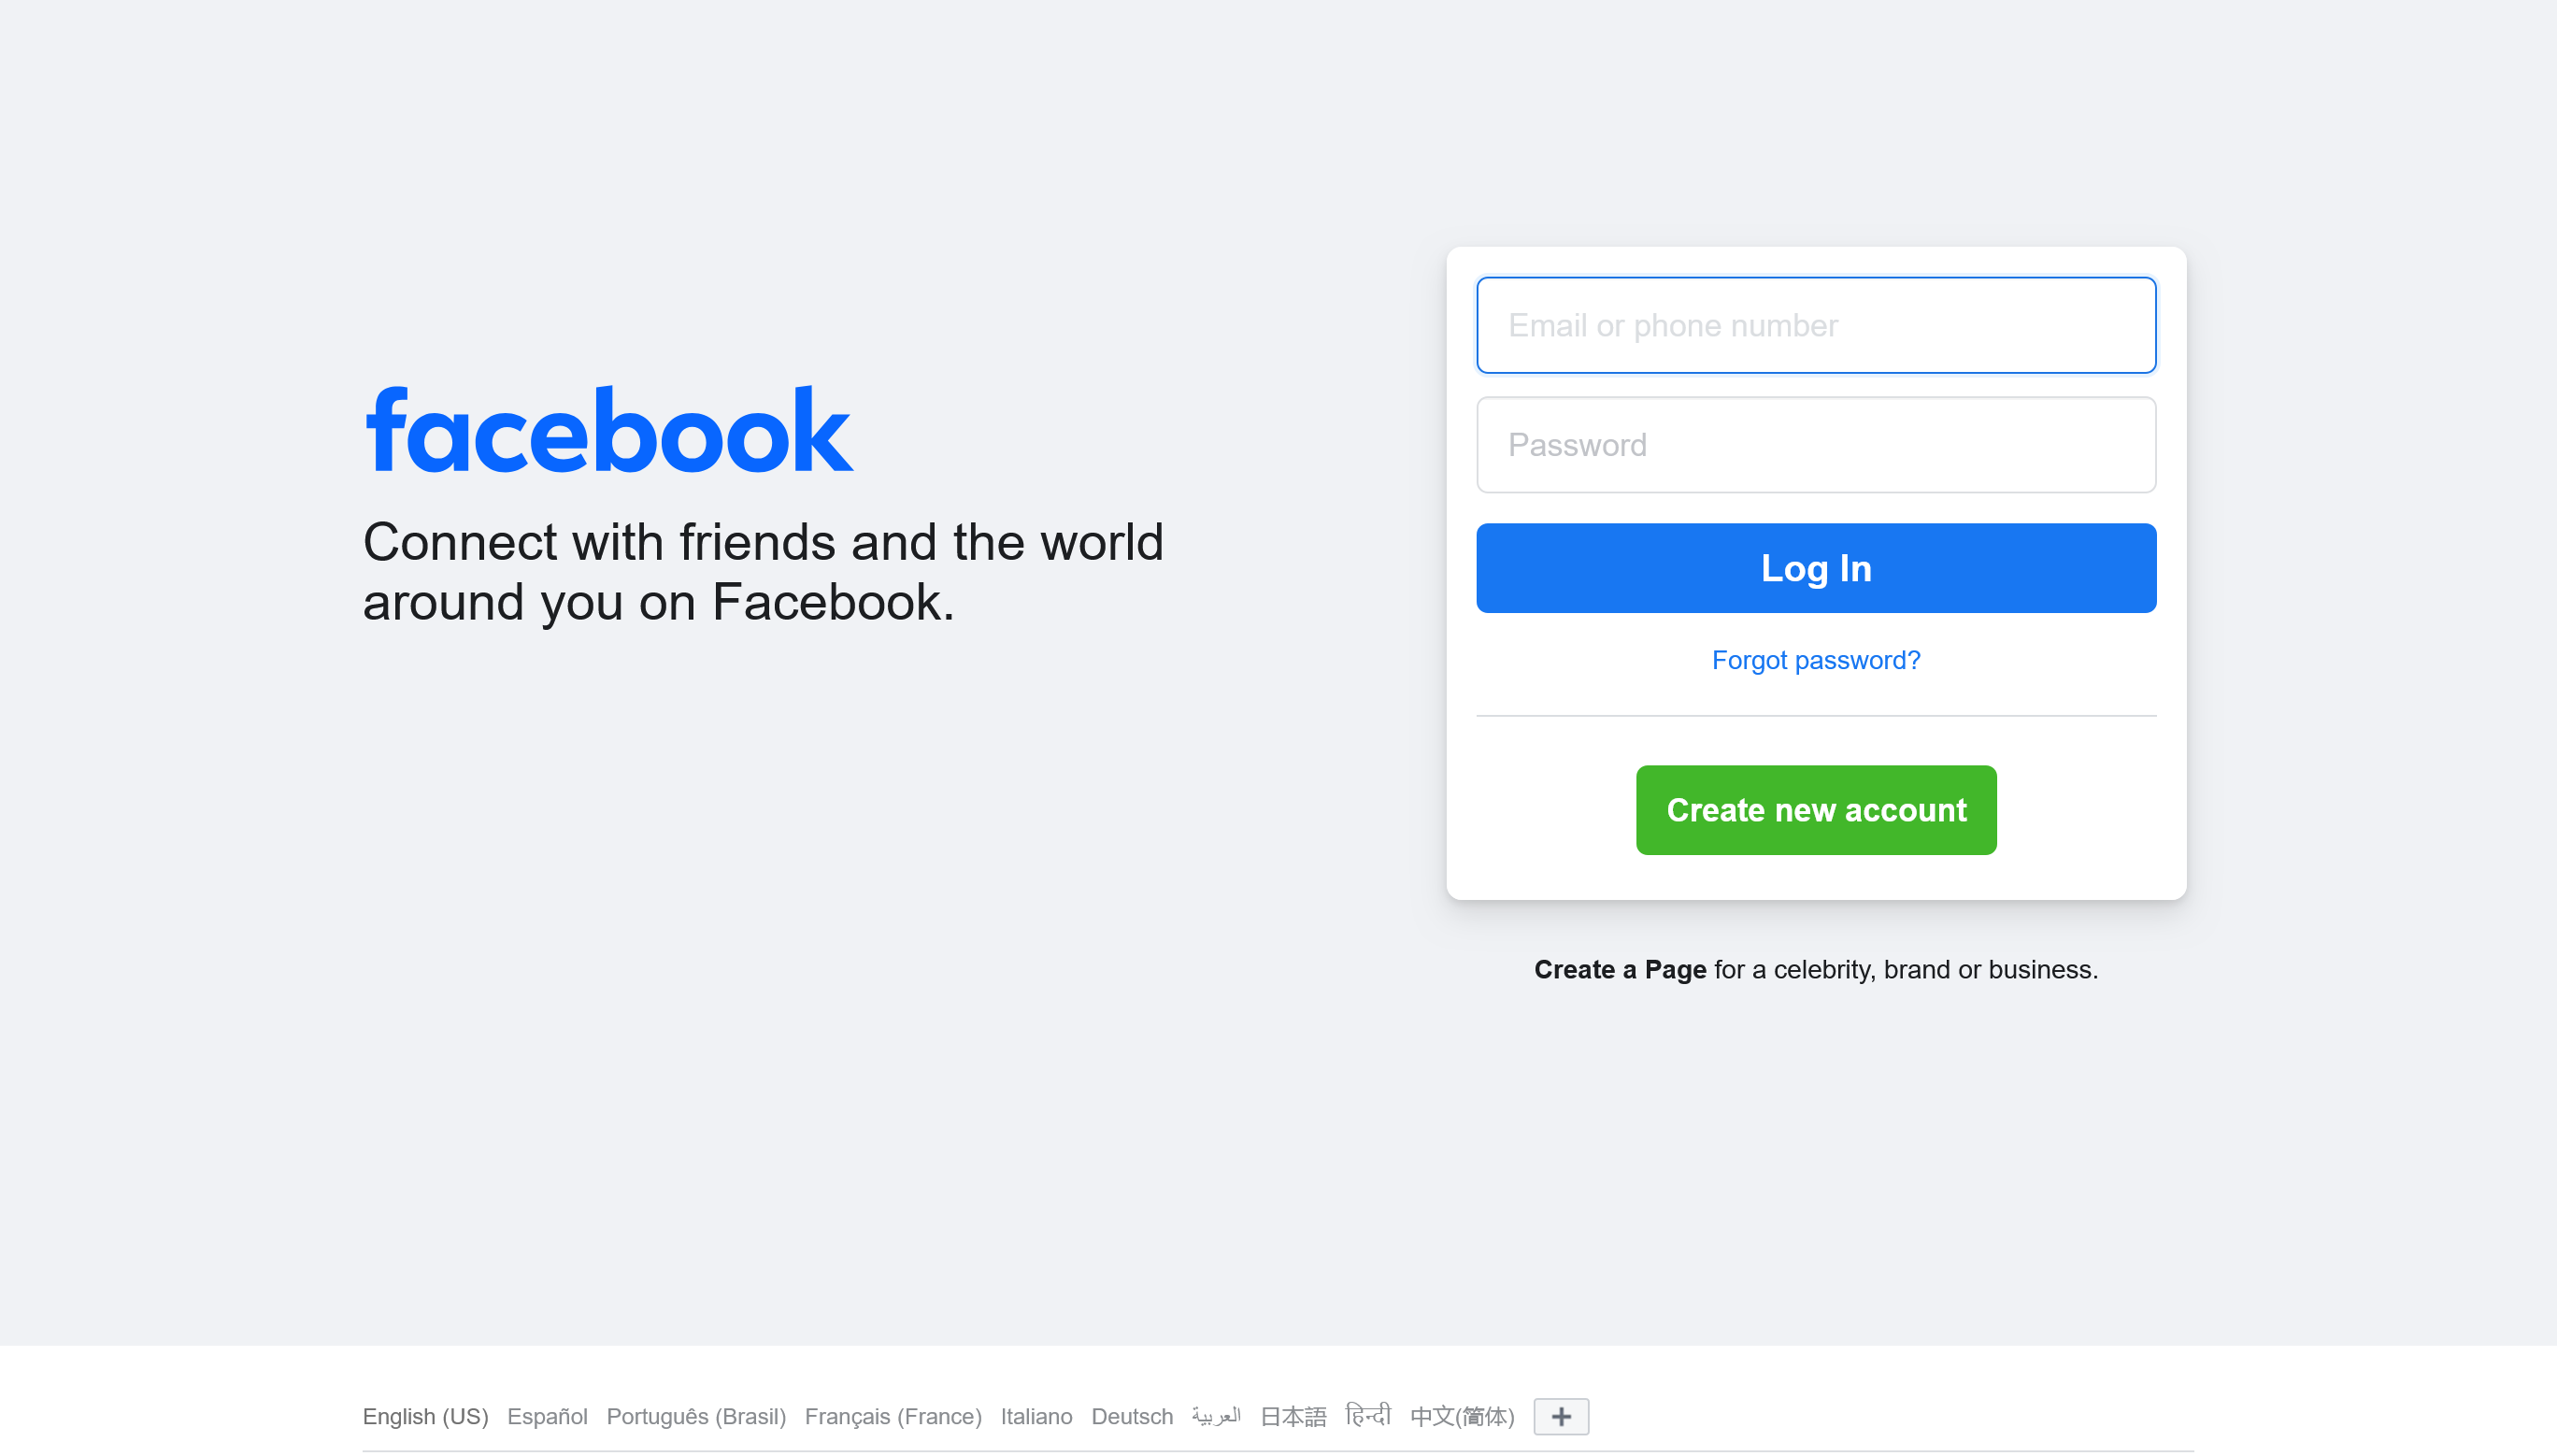 facebook
Connect with friends and the world
around you on Facebook.
Email or phone number
Password
Log In
Forgot password?
Create new account
Create a Page for a celebrity, brand or business.
English (US) Español Português (Brasil) Français (France) Italiano Deutsch العربية 日本語 हिन्दी 中文(简体)